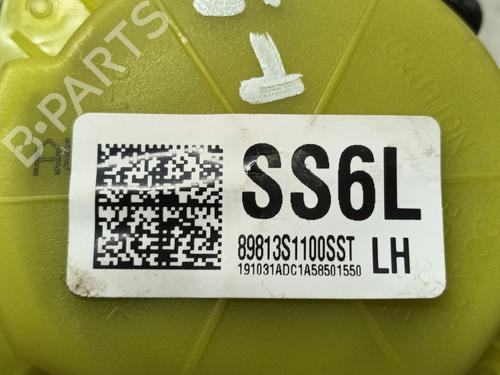 B-PARTS
SS6L
89813S1100SST
LH
191031ADC1A58501550